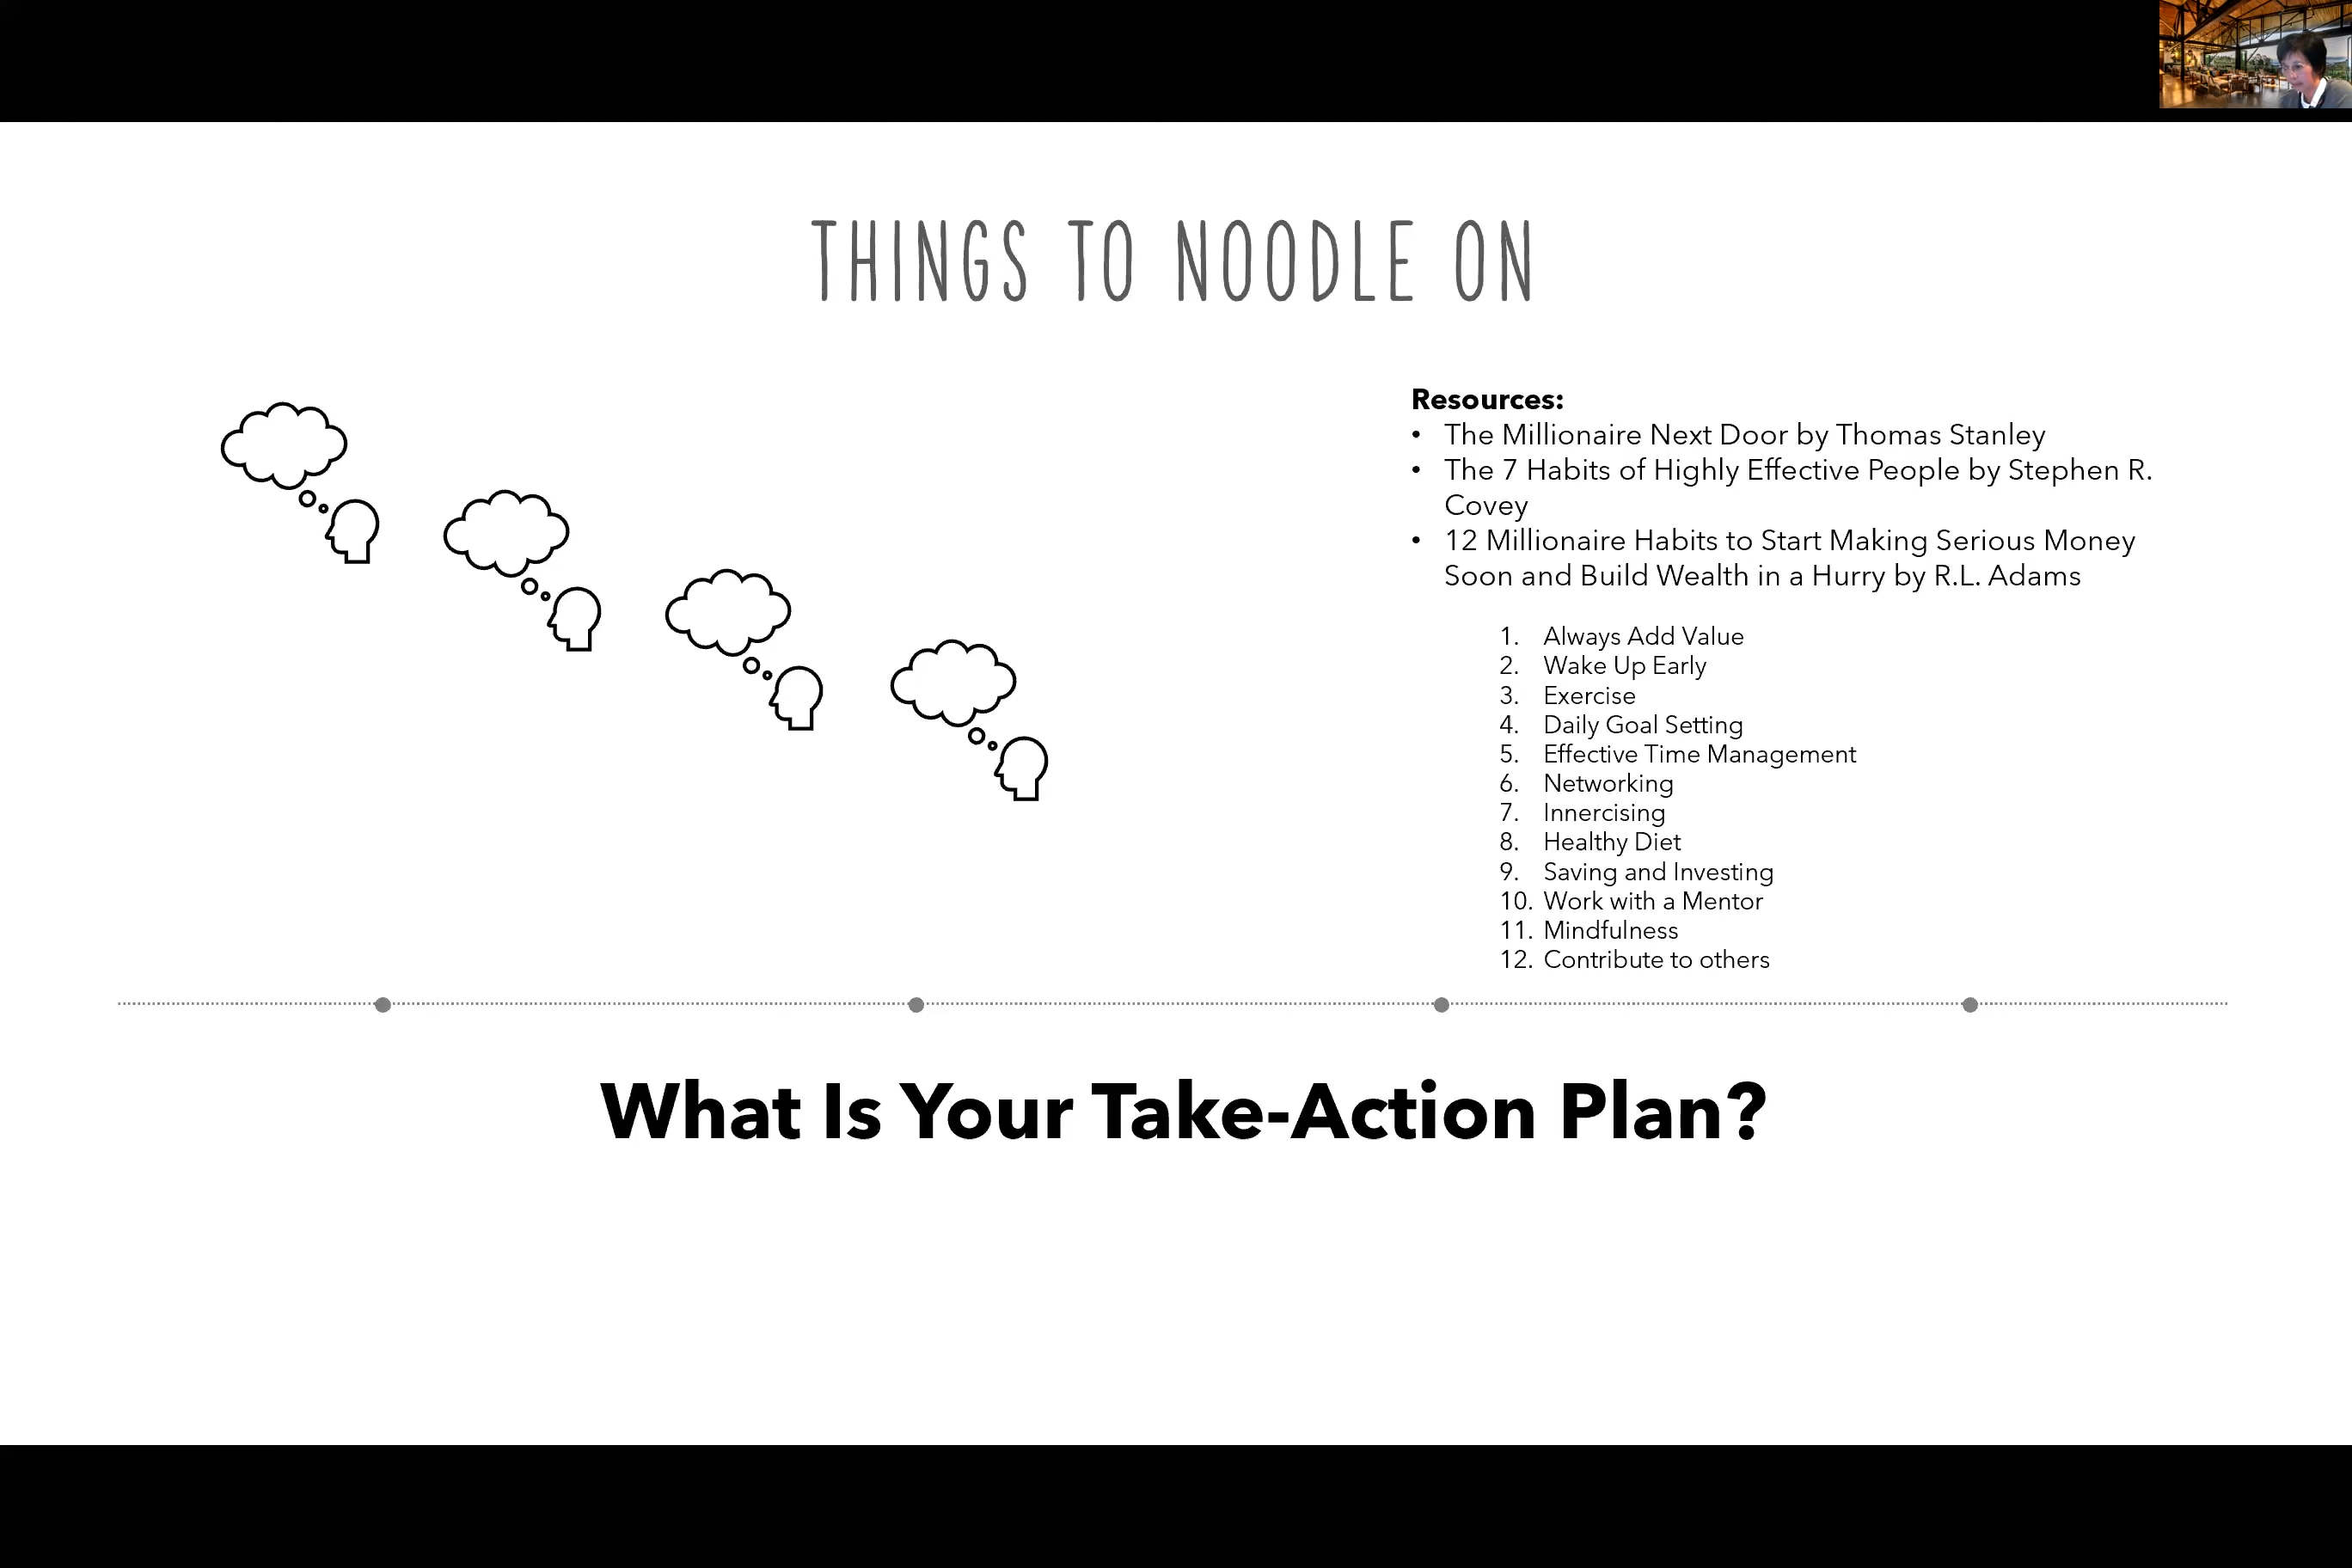 THINGS TO NOODLE ON
Resources:
• The Millionaire Next Door by Thomas Stanley
• The 7 Habits of Highly Effective People by Stephen R.
Covey
• 12 Millionaire Habits to Start Making Serious Money
Soon and Build Wealth in a Hurry by R.L. Adams
1. Always Add Value
2. Wake Up Early
3. Exercise
4. Daily Goal Setting
5. Effective Time Management
6. Networking
7. Innercising
8. Healthy Diet
9. Saving and Investing
10. Work with a Mentor
11. Mindfulness
12. Contribute to others
What Is Your Take-Action Plan?